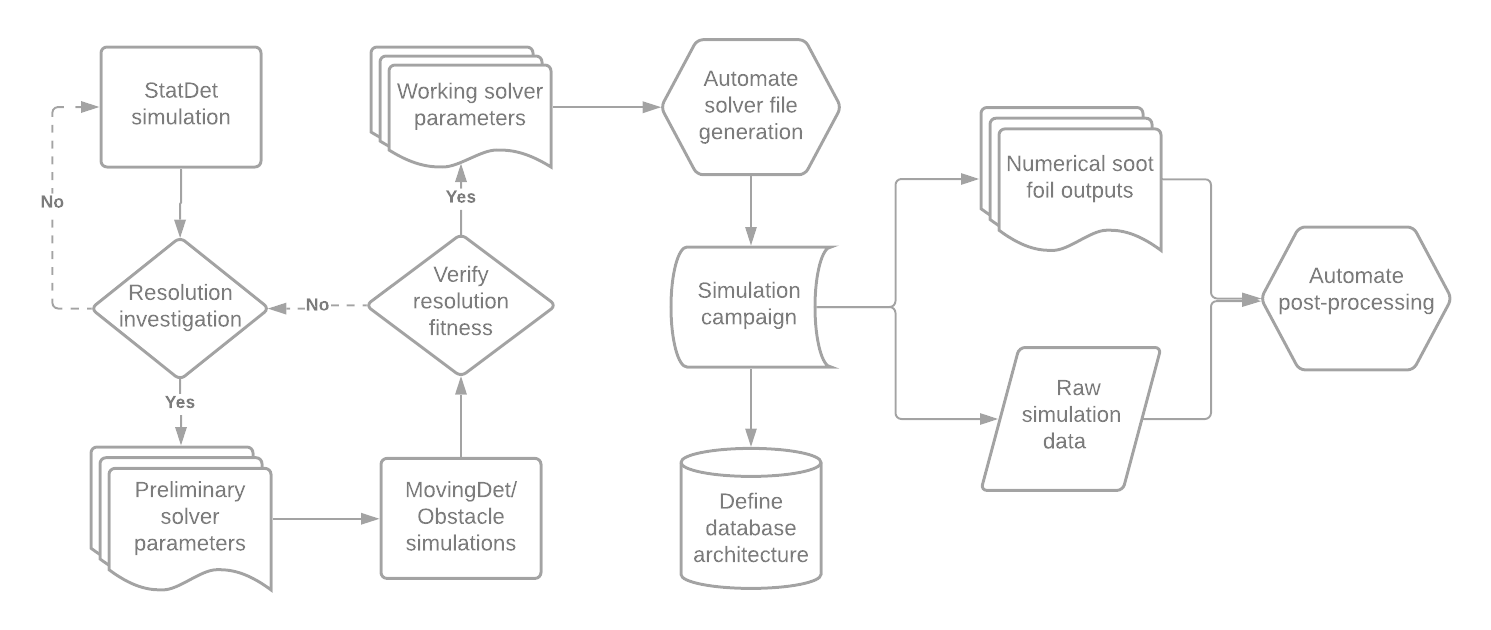 StatDet
simulation
No
Resolution
investigation
Yes
Preliminary
solver
parameters
MovingDet/
Obstacle
simulations
Verify
resolution
fitness
No
Yes
Working solver
parameters
Automate
solver file
generation
Simulation
campaign
Define
database
architecture
Numerical soot
foil outputs
Raw
simulation
data
Automate
post-processing